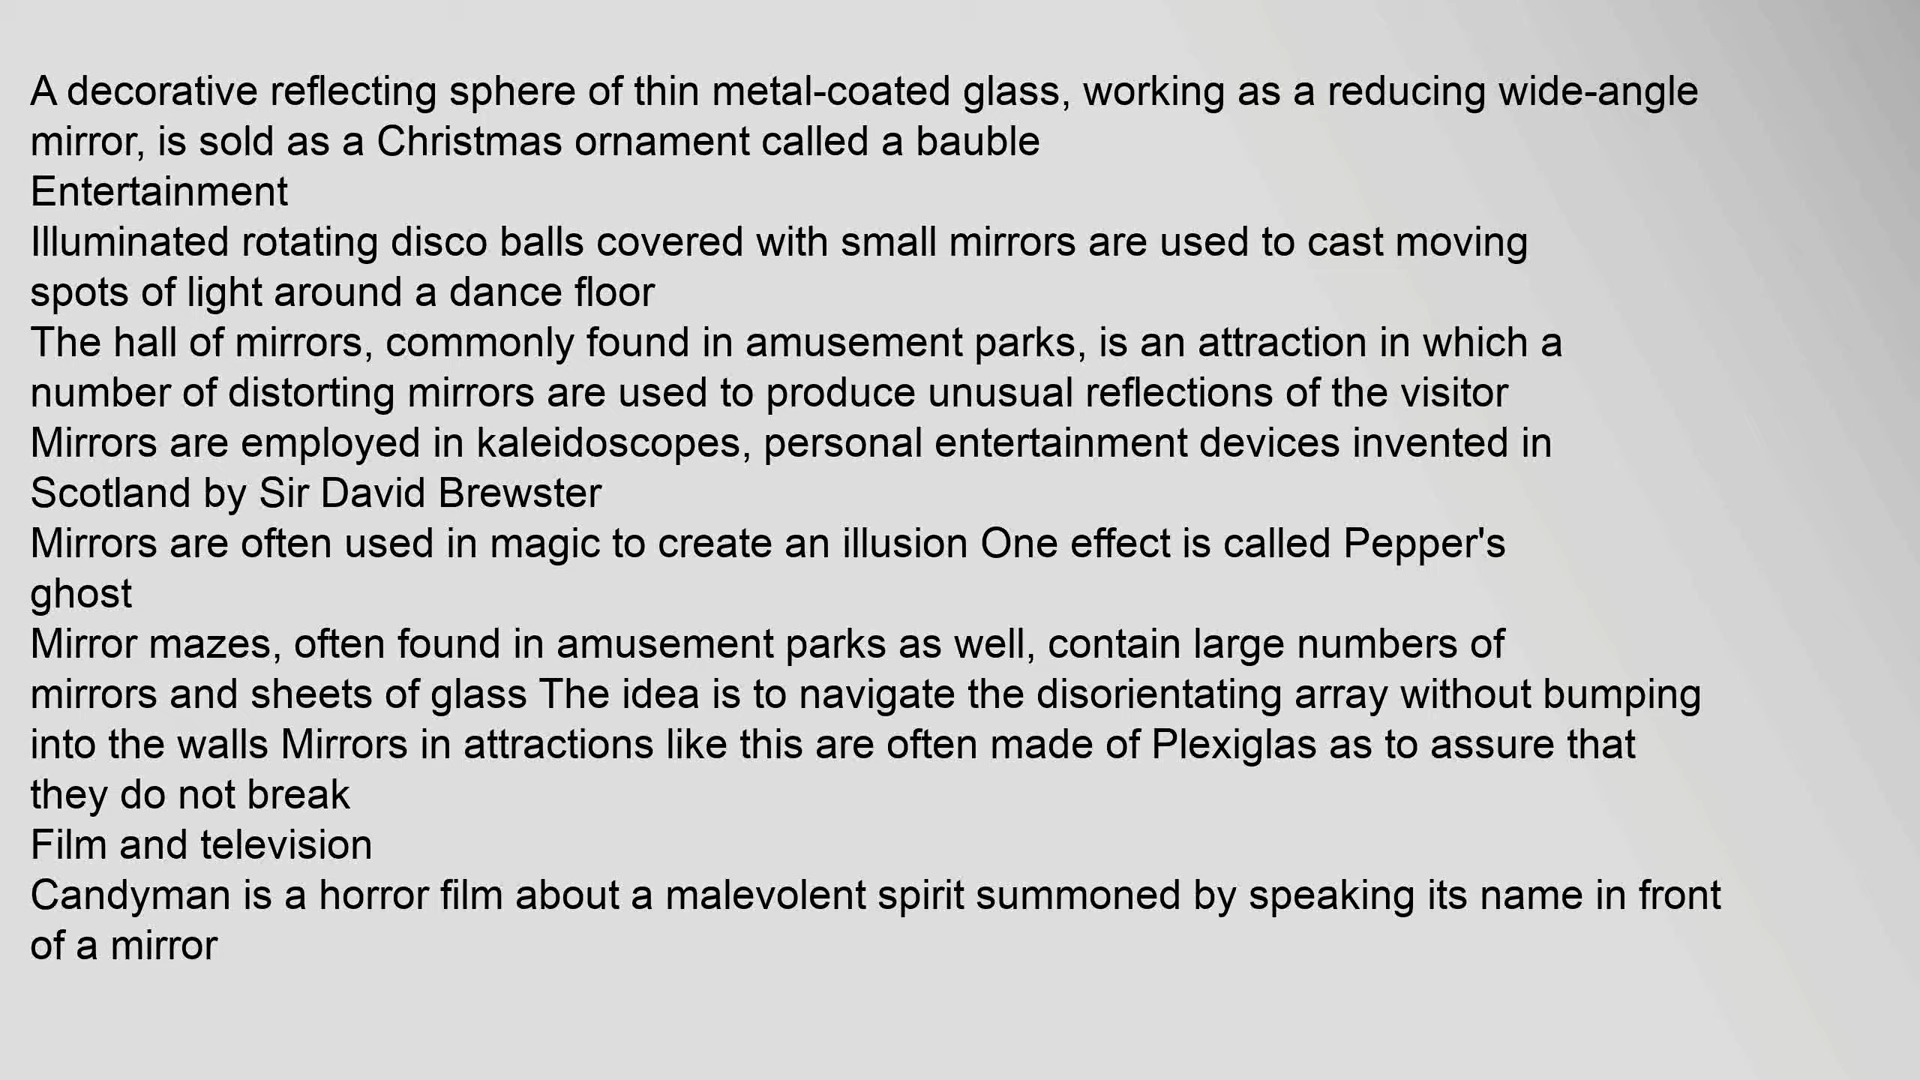 A decorative reflecting sphere of thin metal-coated glass, working as a reducing wide-angle
mirror, is sold as a Christmas ornament called a bauble
Entertainment
Illuminated rotating disco balls covered with small mirrors are used to cast moving
spots of light around a dance floor
The hall of mirrors, commonly found in amusement parks, is an attraction in which a
number of distorting mirrors are used to produce unusual reflections of the visitor
Mirrors are employed in kaleidoscopes, personal entertainment devices invented in
Scotland by Sir David Brewster
Mirrors are often used in magic to create an illusion One effect is called Pepper's
ghost
Mirror mazes, often found in amusement parks as well, contain large numbers of
mirrors and sheets of glass The idea is to navigate the disorientating array without bumping
into the walls Mirrors in attractions like this are often made of Plexiglas as to assure that
they do not break
Film and television
Candyman is a horror film about a malevolent spirit summoned by speaking its name in front
of a mirror